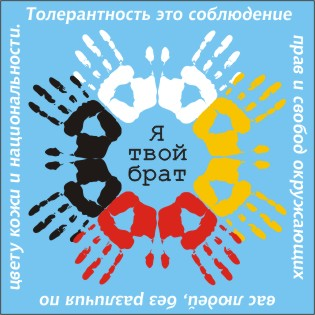 Толерантность это соблюдение
прав и свобод окружающих
вас людей, без различия по
цвету кожи и национальности.
Я
твой
брат